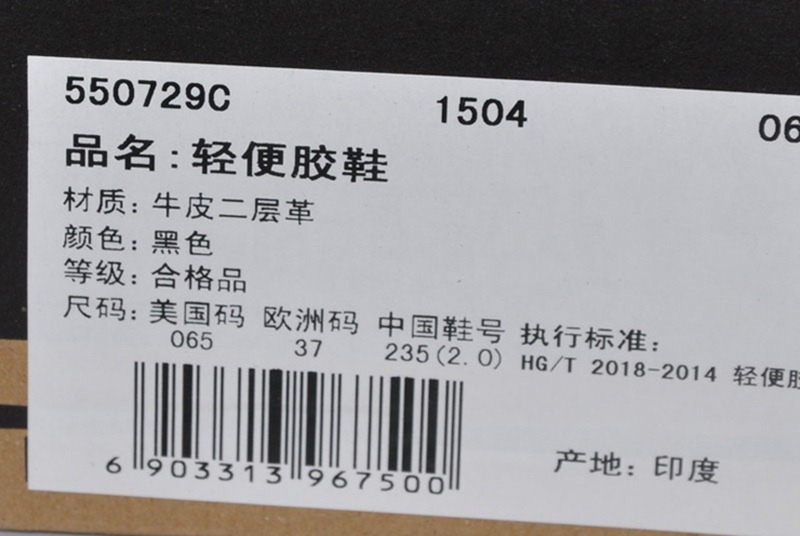 550729C 1504 06
品名：轻便胶鞋
材质：牛皮二层革
颜色：黑色
等级：合格品
尺码：美国码 欧洲码 中国鞋号 执行标准：
065 37 235(2.0) HG/T 2018-2014 轻便胶
6 903313 967500
产地：印度